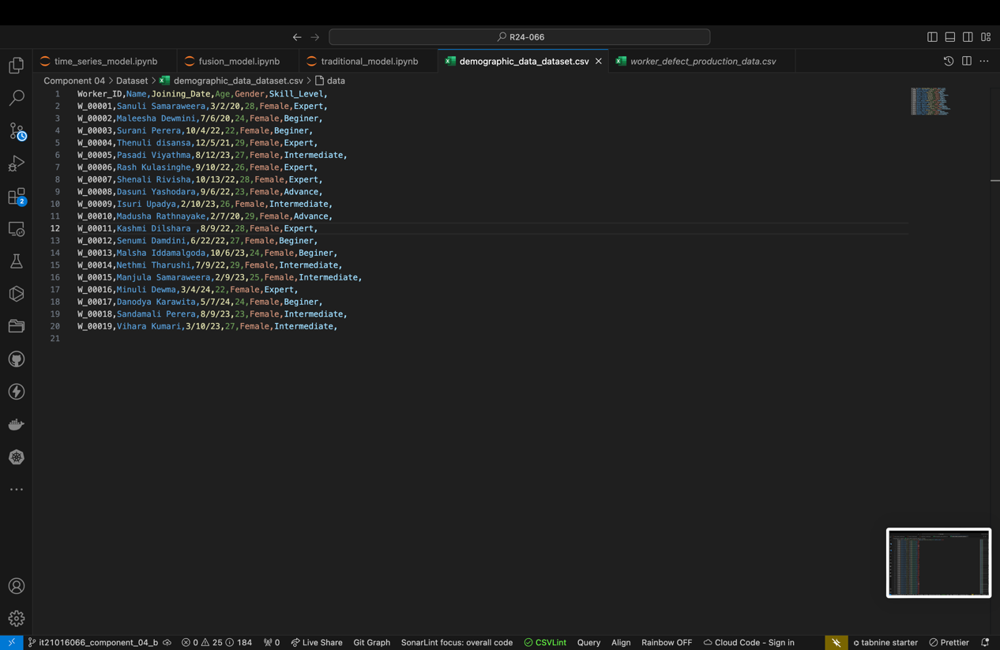 R24-066
time_series_model.ipynb
fusion_model.ipynb
traditional_model.ipynb
demographic_data_dataset.csv
worker_defect_production_data.csv
Component 04 > Dataset > demographic_data_dataset.csv > data
1 Worker_ID,Name,Joining_Date,Age,Gender,Skill_Level,
2 W_00001,Sanuli Samaraweera,3/2/20,28,Female,Expert,
3 W_00002,Maleesha Dewmini,7/6/20,24,Female,Beginer,
4 W_00003,Surani Perera,10/4/22,22,Female,Beginer,
5 W_00004,Thenuli disansa,12/5/21,29,Female,Expert,
6 W_00005,Pasadi Viyathma,8/12/23,27,Female,Intermediate,
7 W_00006,Rash Kulasinghe,9/10/22,26,Female,Expert,
8 W_00007,Shenali Rivisha,10/13/22,28,Female,Expert,
9 W_00008,Dasuni Yashodara,9/6/22,23,Female,Advance,
10 W_00009,Isuri Upadya,2/10/23,26,Female,Intermediate,
11 W_00010,Madusha Rathnayake,2/7/20,29,Female,Advance,
12 W_00011,Kashmi Dilshara ,8/9/22,28,Female,Expert,
13 W_00012,Senumi Damdini,6/22/22,27,Female,Beginer,
14 W_00013,Malsha Iddamalgoda,10/6/23,24,Female,Beginer,
15 W_00014,Nethmi Tharushi,7/9/22,29,Female,Intermediate,
16 W_00015,Manjula Samaraweera,2/9/23,25,Female,Intermediate,
17 W_00016,Minuli Dewma,3/4/24,22,Female,Expert,
18 W_00017,Danodya Karawita,5/7/24,24,Female,Beginer,
19 W_00018,Sandamali Perera,8/9/23,23,Female,Intermediate,
20 W_00019,Vihara Kumari,3/10/23,27,Female,Intermediate,
21
2
it21016066_component_04_b 0 25 184 0 Live Share Git Graph SonarLint focus: overall code CSVLint Query Align Rainbow OFF Cloud Code - Sign in tabnine starter Prettier